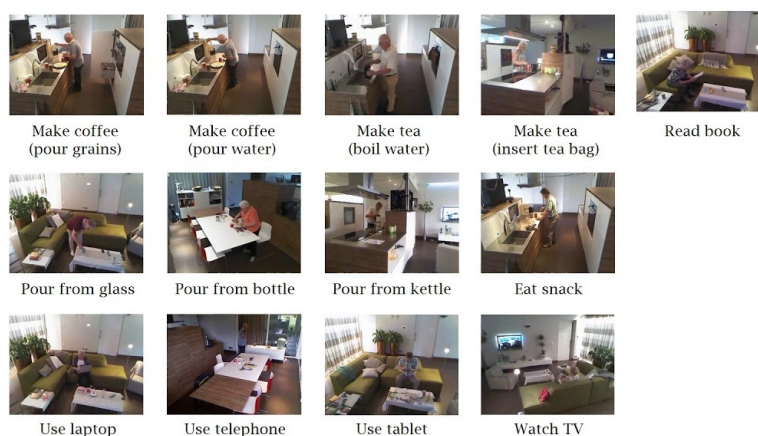 Make coffee
(pour grains)
Make coffee
(pour water)
Make tea
(boil water)
Make tea
(insert tea bag)
Read book
Pour from glass
Pour from bottle
Pour from kettle
Eat snack
Use laptop
Use telephone
Use tablet
Watch TV